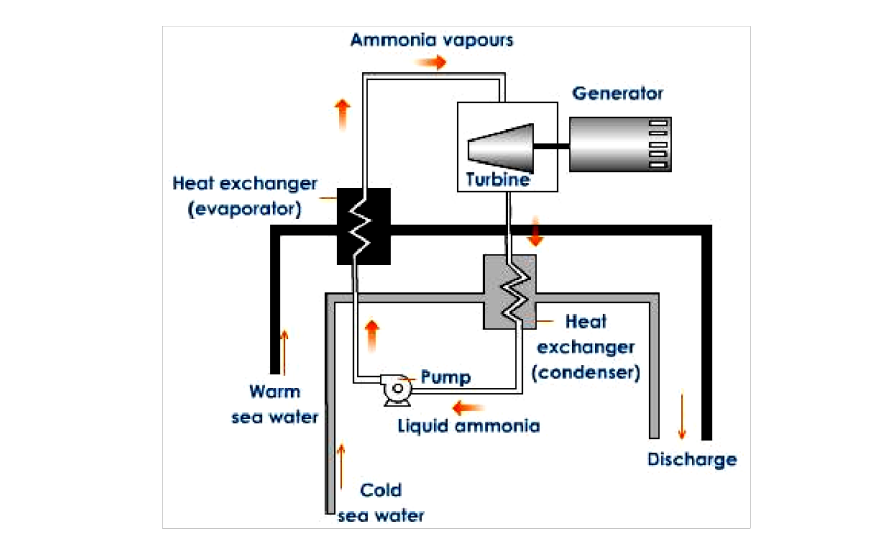 Ammonia vapours
Generator
Turbine
Heat exchanger
(evaporator)
Heat
exchanger
(condenser)
Pump
Warm
sea water
Liquid ammonia
Discharge
Cold
sea water